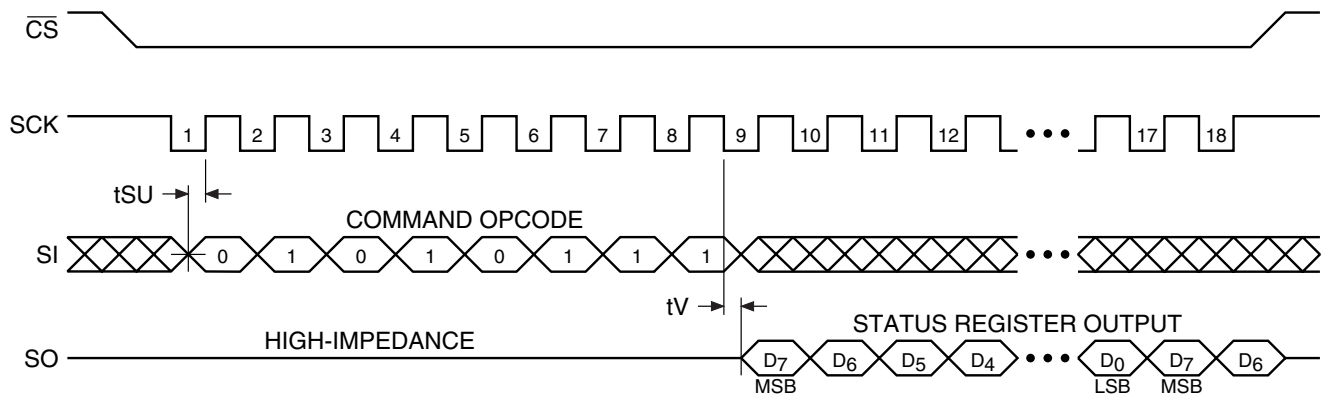 C̅S̅
SCK 1 2 3 4 5 6 7 8 9 10 11 12 • • • 17 18
tSU
COMMAND OPCODE
SI 0 1 0 1 0 1 1 1 • • •
tV
HIGH-IMPEDANCE
STATUS REGISTER OUTPUT
SO D7 D6 D5 D4 • • • D0 D7 D6
MSB LSB MSB